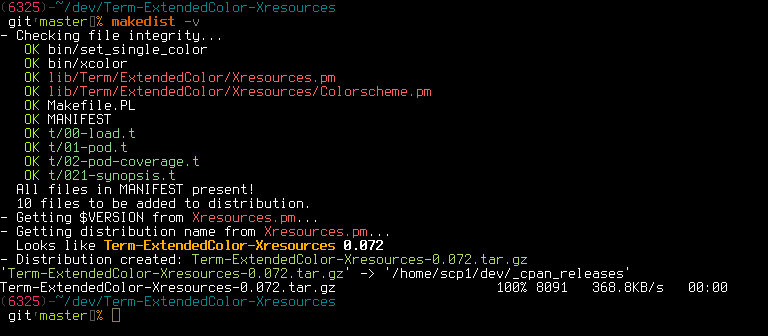 (6325)-~/dev/Term-ExtendedColor-Xresources
git'master▯% makedist -v
- Checking file integrity...
OK bin/set_single_color
OK bin/xcolor
OK lib/Term/ExtendedColor/Xresources.pm
OK lib/Term/ExtendedColor/Xresources/Colorscheme.pm
OK Makefile.PL
OK MANIFEST
OK t/00-load.t
OK t/01-pod.t
OK t/02-pod-coverage.t
OK t/021-synopsis.t
All files in MANIFEST present!
10 files to be added to distribution.
- Getting $VERSION from Xresources.pm...
- Getting distribution name from Xresources.pm...
Looks like Term-ExtendedColor-Xresources 0.072
- Distribution created: Term-ExtendedColor-Xresources-0.072.tar.gz
'Term-ExtendedColor-Xresources-0.072.tar.gz' -> '/home/scp1/dev/_cpan_releases'
Term-ExtendedColor-Xresources-0.072.tar.gz 100% 8091 368.8KB/s 00:00
(6325)-~/dev/Term-ExtendedColor-Xresources
git'master▯%